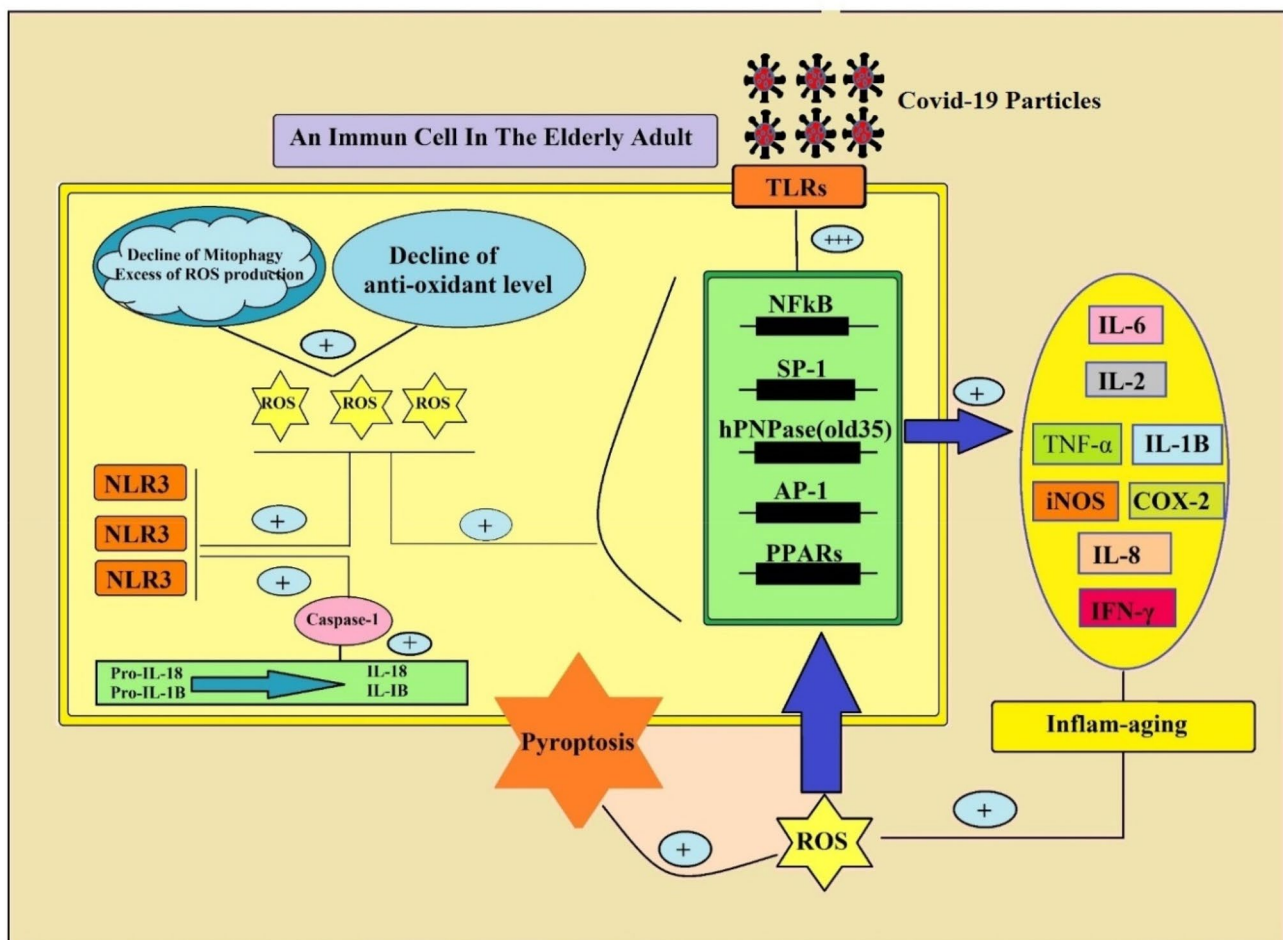 Covid-19 Particles
An Immun Cell In The Elderly Adult
TLRs
+++
Decline of Mitophagy
Excess of ROS production
Decline of
anti-oxidant level
+
ROS
ROS
ROS
NLR3
NLR3
NLR3
+
+
+
Caspase-1
+
Pro-IL-18
Pro-IL-1B
IL-18
IL-IB
NFkB
SP-1
hPNPase(old35)
AP-1
PPARs
+
IL-6
IL-2
TNF-α
IL-1B
iNOS
COX-2
IL-8
IFN-γ
Inflam-aging
+
ROS
+
Pyroptosis